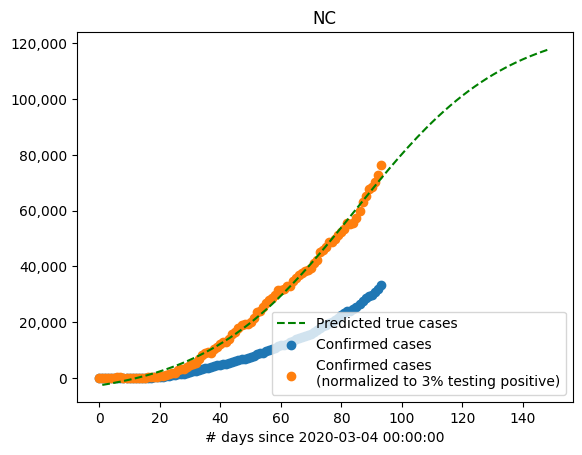 NC
120,000
100,000
80,000
60,000
40,000
20,000
0
Predicted true cases
Confirmed cases
Confirmed cases
(normalized to 3% testing positive)
0 20 40 60 80 100 120 140
# days since 2020-03-04 00:00:00